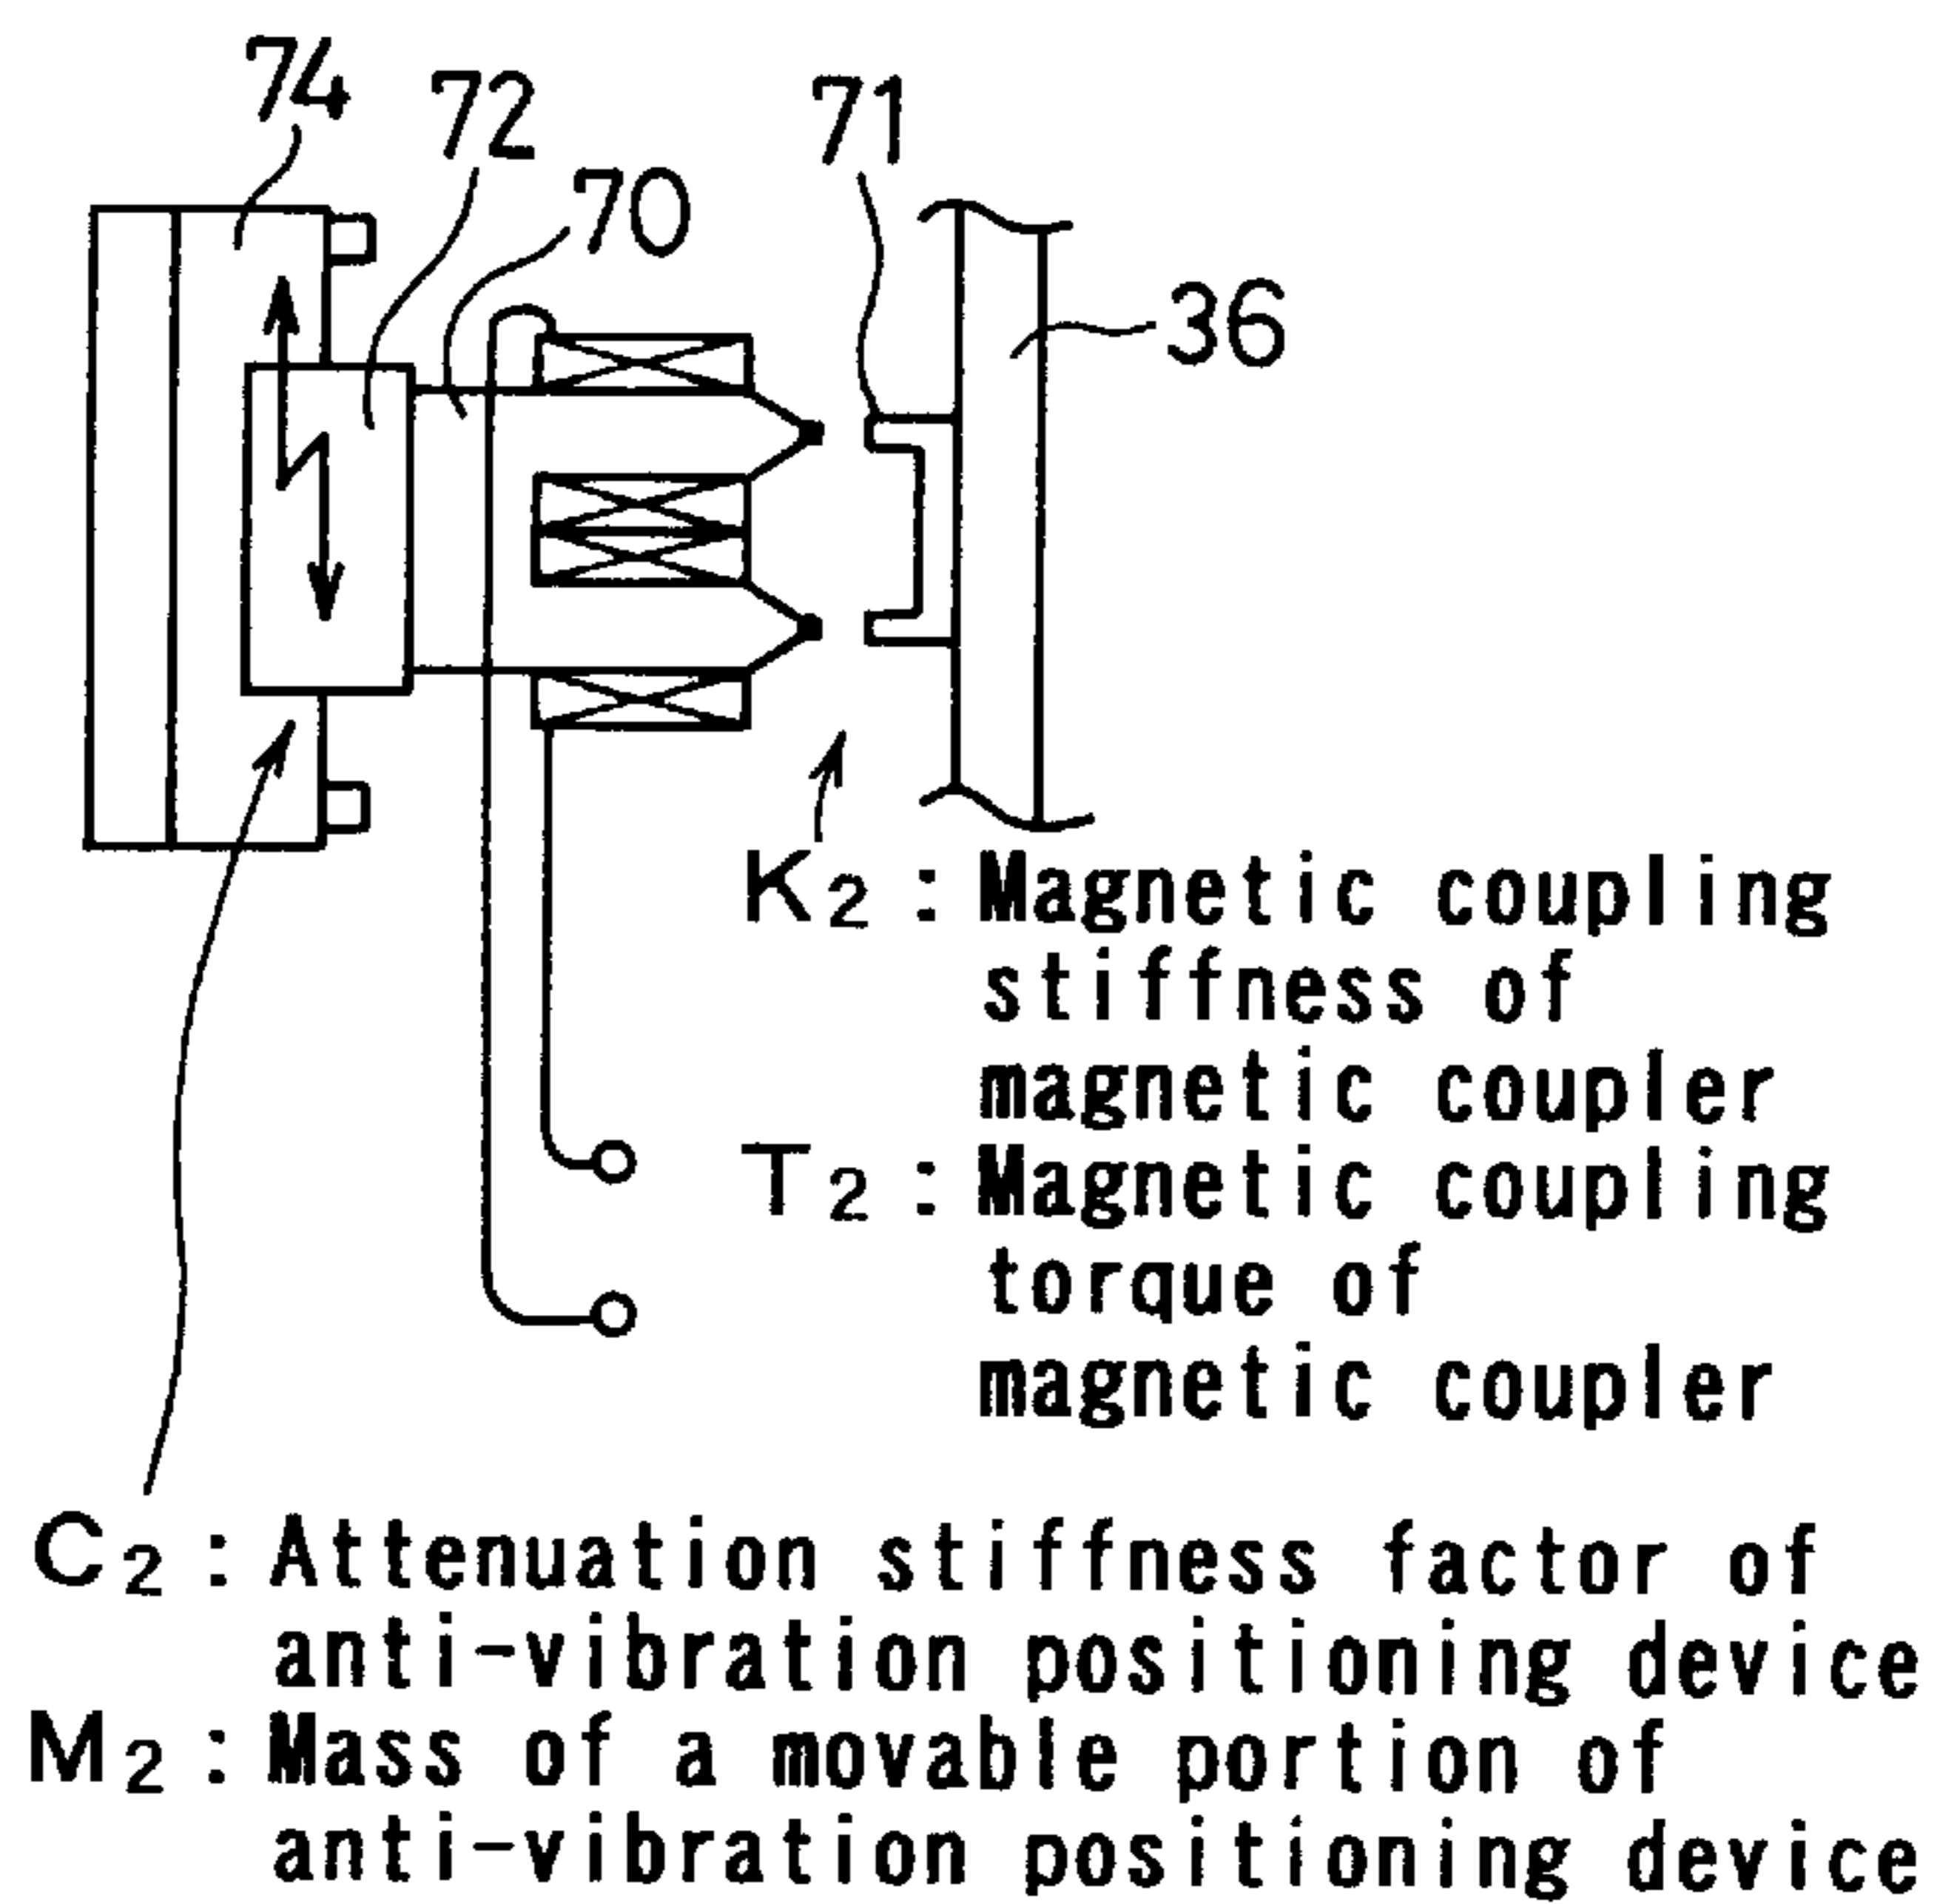 74
72
70
71
36
K2 : Magnetic coupling
stiffness of
magnetic coupler
T2 : Magnetic coupling
torque of
magnetic coupler
C2 : Attenuation stiffness factor of
anti-vibration positioning device
M2 : Mass of a movable portion of
anti-vibration positioning device